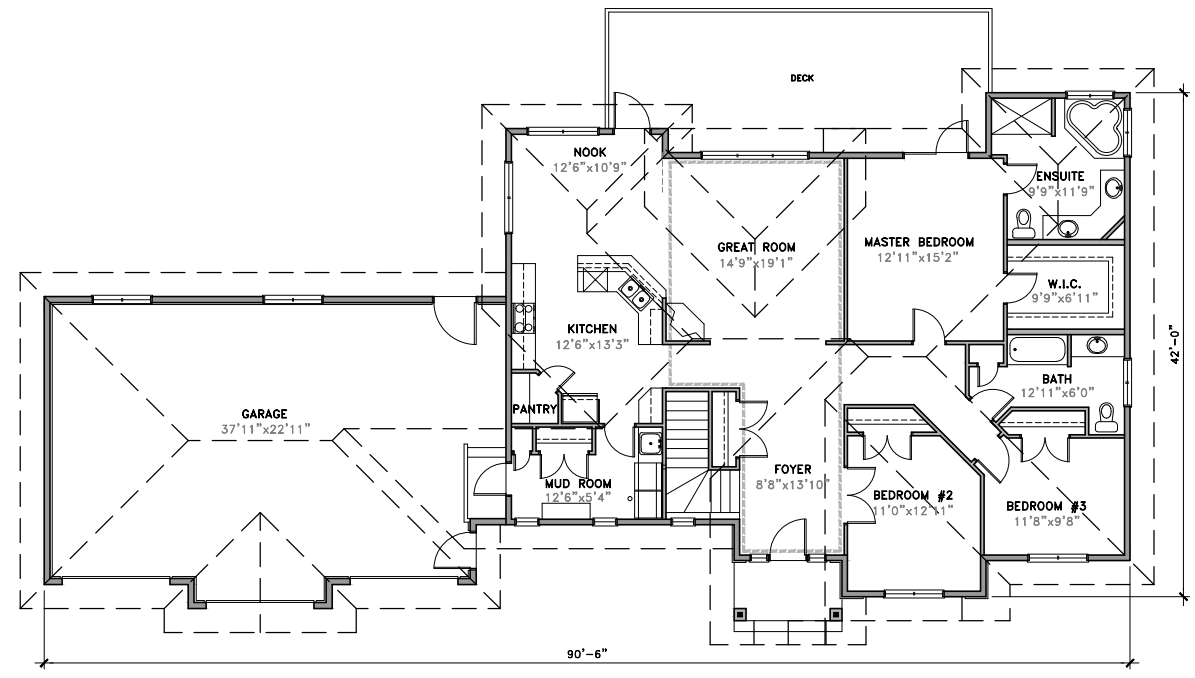 DECK
NOOK
12'6"x10'9"
ENSUITE
9'9"x11'9"
GREAT ROOM
14'9"x19'1"
MASTER BEDROOM
12'11"x15'2"
W.I.C.
9'9"x6'11"
KITCHEN
12'6"x13'3"
42'-0"
BATH
12'11"x6'0"
PANTRY
GARAGE
37'11"x22'11"
FOYER
8'8"x13'10"
MUD ROOM
12'6"x5'4"
BEDROOM #2
11'0"x12'11"
BEDROOM #3
11'8"x9'8"
90'-6"